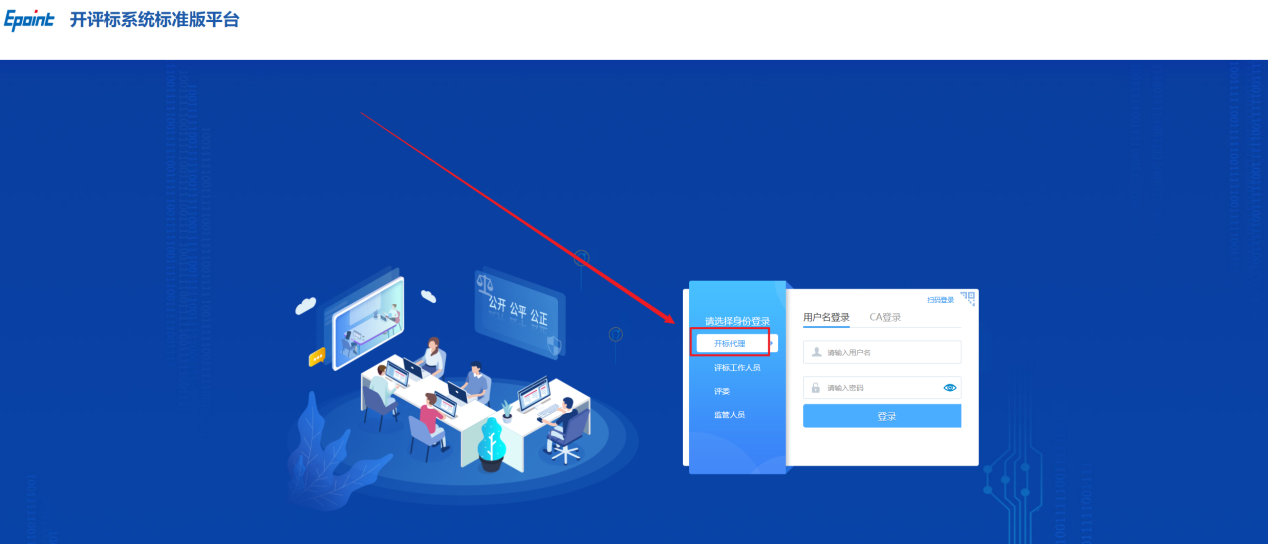 Epoint 开评标系统标准版平台
公开 公平 公正
扫码登录
请选择身份登录
用户名登录 CA登录
开标代理
请输入用户名
评标工作人员
请输入密码
评委
监管人员
登录